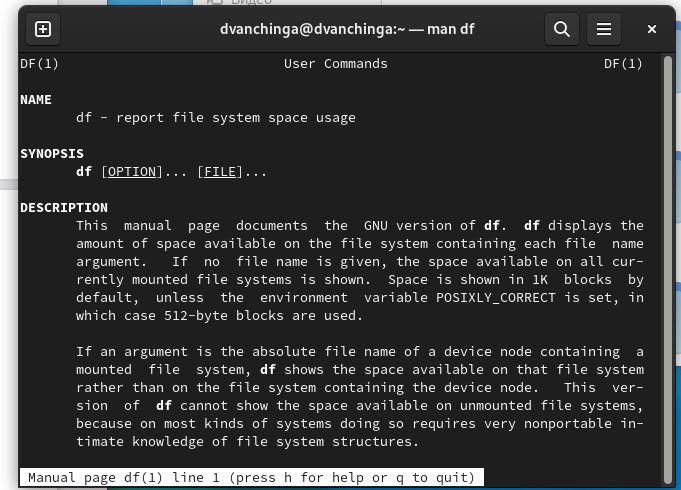 Видео
dvanchinga@dvanchinga:~ — man df
DF(1) User Commands DF(1)
NAME
df - report file system space usage
SYNOPSIS
df [OPTION]... [FILE]...
DESCRIPTION
This manual page documents the GNU version of df. df displays the
amount of space available on the file system containing each file name
argument. If no file name is given, the space available on all cur-
rently mounted file systems is shown. Space is shown in 1K blocks by
default, unless the environment variable POSIXLY_CORRECT is set, in
which case 512-byte blocks are used.
If an argument is the absolute file name of a device node containing a
mounted file system, df shows the space available on that file system
rather than on the file system containing the device node. This ver-
sion of df cannot show the space available on unmounted file systems,
because on most kinds of systems doing so requires very nonportable in-
timate knowledge of file system structures.
Manual page df(1) line 1 (press h for help or q to quit)